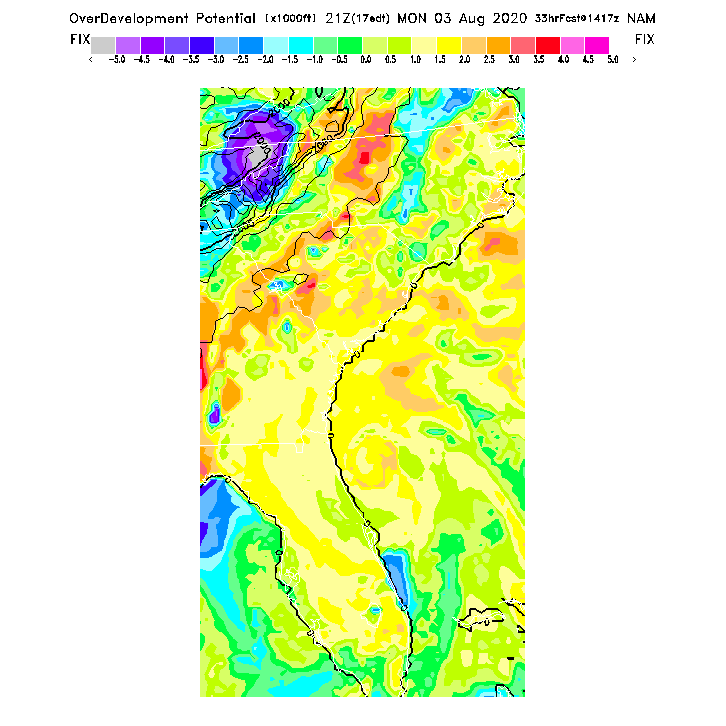 OverDevelopment Potential [x1000ft] 21Z(17edt) MON 03 Aug 2020 33hrFcst@1417z NAM
FIX FIX
< -5.0 -4.5 -4.0 -3.5 -3.0 -2.5 -2.0 -1.5 -1.0 -0.5 0.0 0.5 1.0 1.5 2.0 2.5 3.0 3.5 4.0 4.5 5.0 >